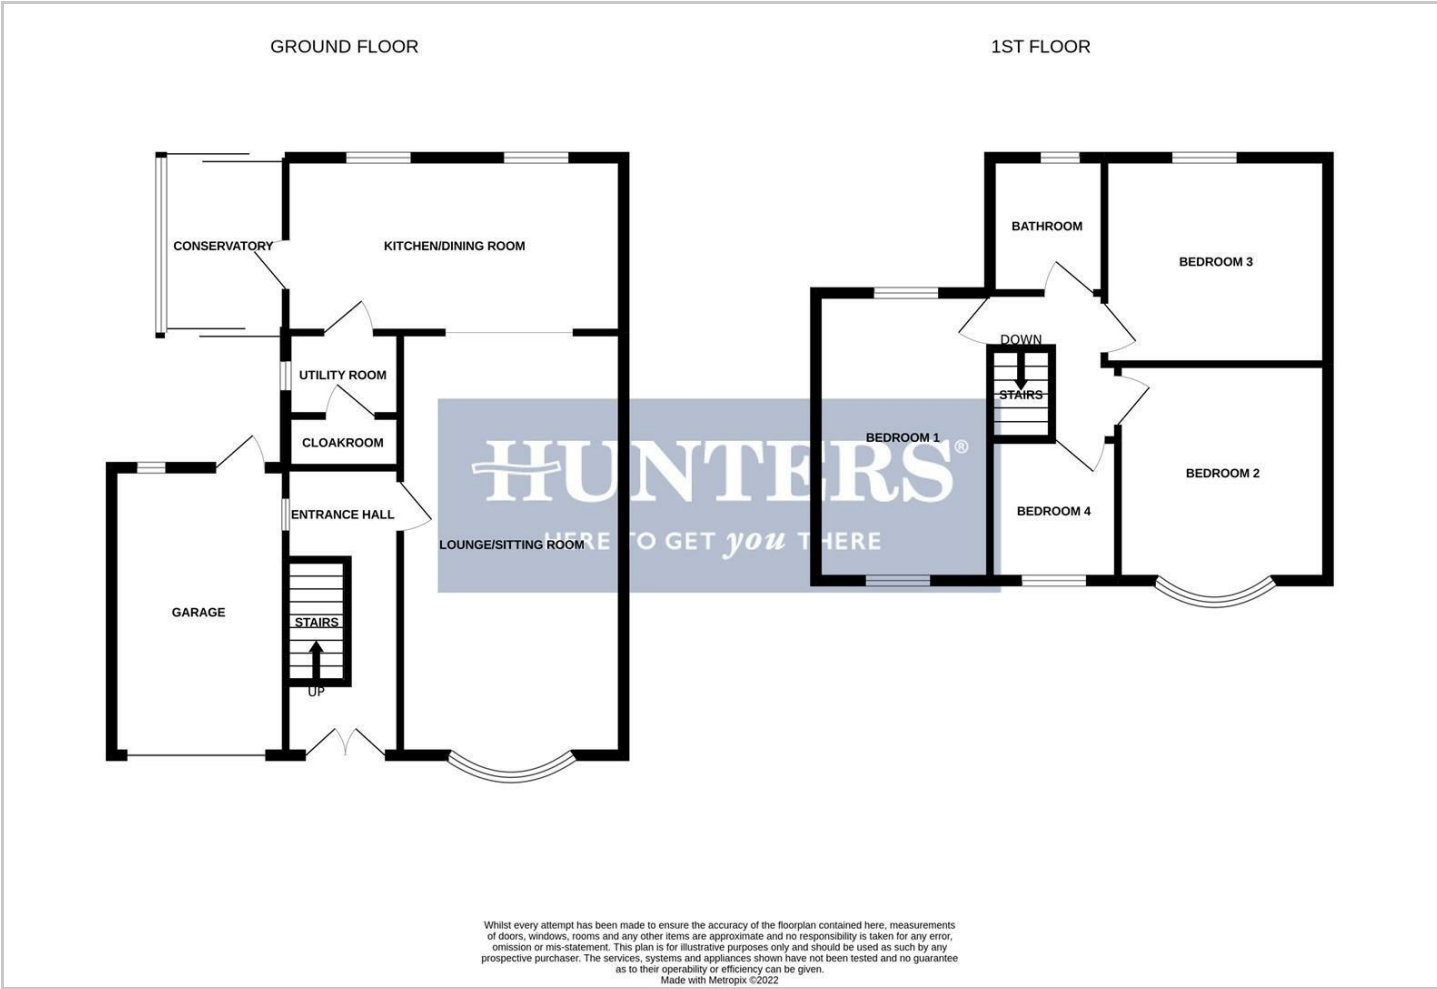 GROUND FLOOR
1ST FLOOR
CONSERVATORY
KITCHEN/DINING ROOM
UTILITY ROOM
CLOAKROOM
ENTRANCE HALL
LOUNGE/SITTING ROOM
GARAGE
STAIRS
UP
BATHROOM
BEDROOM 3
DOWN
STAIRS
BEDROOM 1
BEDROOM 2
BEDROOM 4
HUNTERS®
HERE TO GET you THERE
Whilst every attempt has been made to ensure the accuracy of the floorplan contained here, measurements
of doors, windows, rooms and any other items are approximate and no responsibility is taken for any error,
omission or mis-statement. This plan is for illustrative purposes only and should be used as such by any
prospective purchaser. The services, systems and appliances shown have not been tested and no guarantee
as to their operability or efficiency can be given.
Made with Metropix ©2022